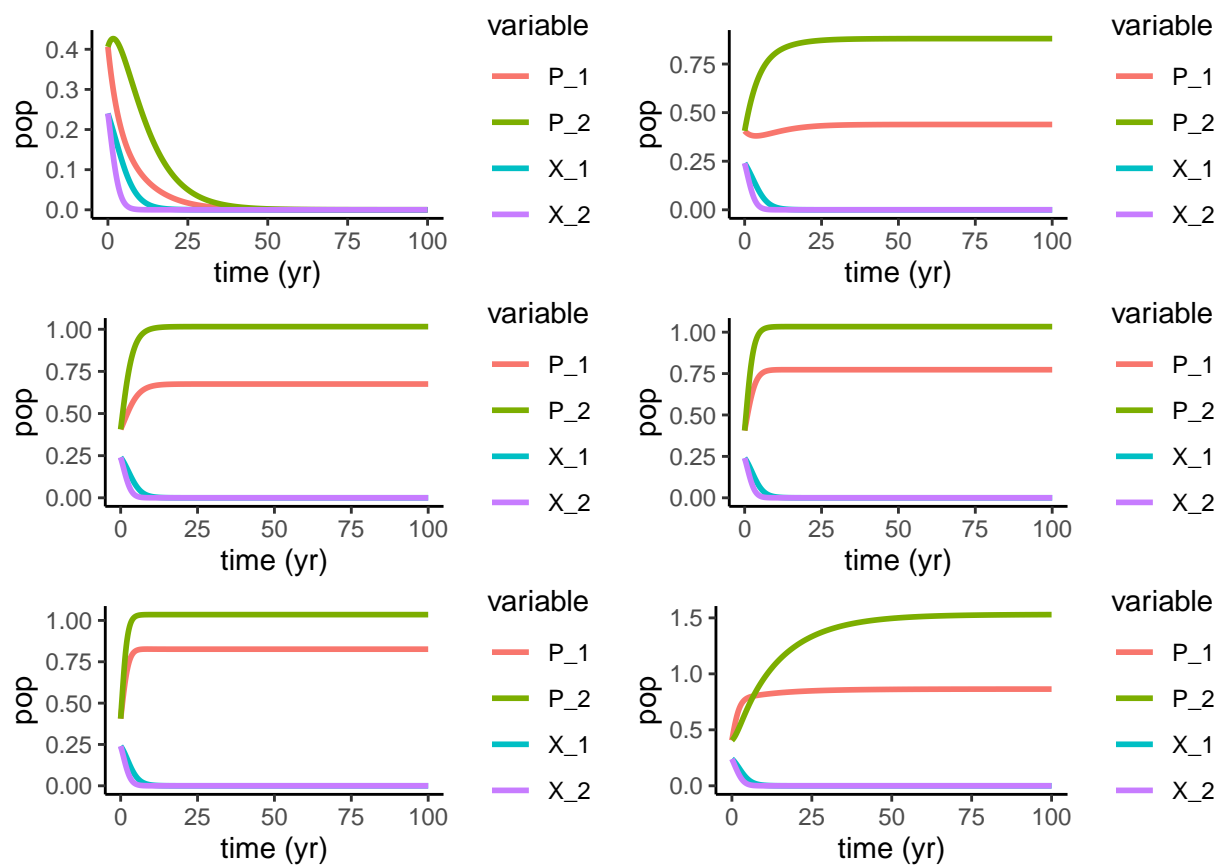 variable
0.4
0.3
0.2
0.1
0.0
pop
P_1
P_2
X_1
X_2
0 25 50 75 100
time (yr)
variable
0.75
0.50
0.25
0.00
pop
P_1
P_2
X_1
X_2
0 25 50 75 100
time (yr)
variable
1.00
0.75
0.50
0.25
0.00
pop
P_1
P_2
X_1
X_2
0 25 50 75 100
time (yr)
variable
1.00
0.75
0.50
0.25
0.00
pop
P_1
P_2
X_1
X_2
0 25 50 75 100
time (yr)
variable
1.00
0.75
0.50
0.25
0.00
pop
P_1
P_2
X_1
X_2
0 25 50 75 100
time (yr)
variable
1.5
1.0
0.5
0.0
pop
P_1
P_2
X_1
X_2
0 25 50 75 100
time (yr)